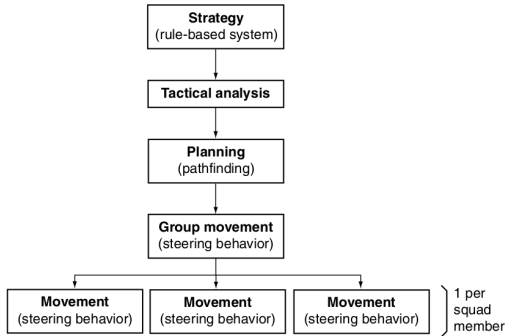 Strategy
(rule-based system)
Tactical analysis
Planning
(pathfinding)
Group movement
(steering behavior)
Movement
(steering behavior)
Movement
(steering behavior)
Movement
(steering behavior)
1 per
squad
member